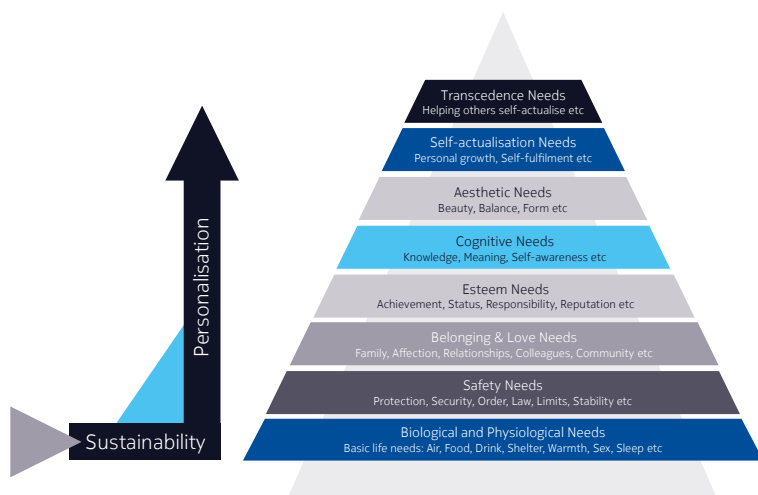 Transcedence Needs
Helping others self-actualise etc
Self-actualisation Needs
Personal growth, Self-fulfilment etc
Aesthetic Needs
Beauty, Balance, Form etc
Cognitive Needs
Knowledge, Meaning, Self-awareness etc
Esteem Needs
Achievement, Status, Responsibility, Reputation etc
Belonging & Love Needs
Family, Affection, Relationships, Colleagues, Community etc
Safety Needs
Protection, Security, Order, Law, Limits, Stability etc
Biological and Physiological Needs
Basic life needs: Air, Food, Drink, Shelter, Warmth, Sex, Sleep etc
Personalisation
Sustainability